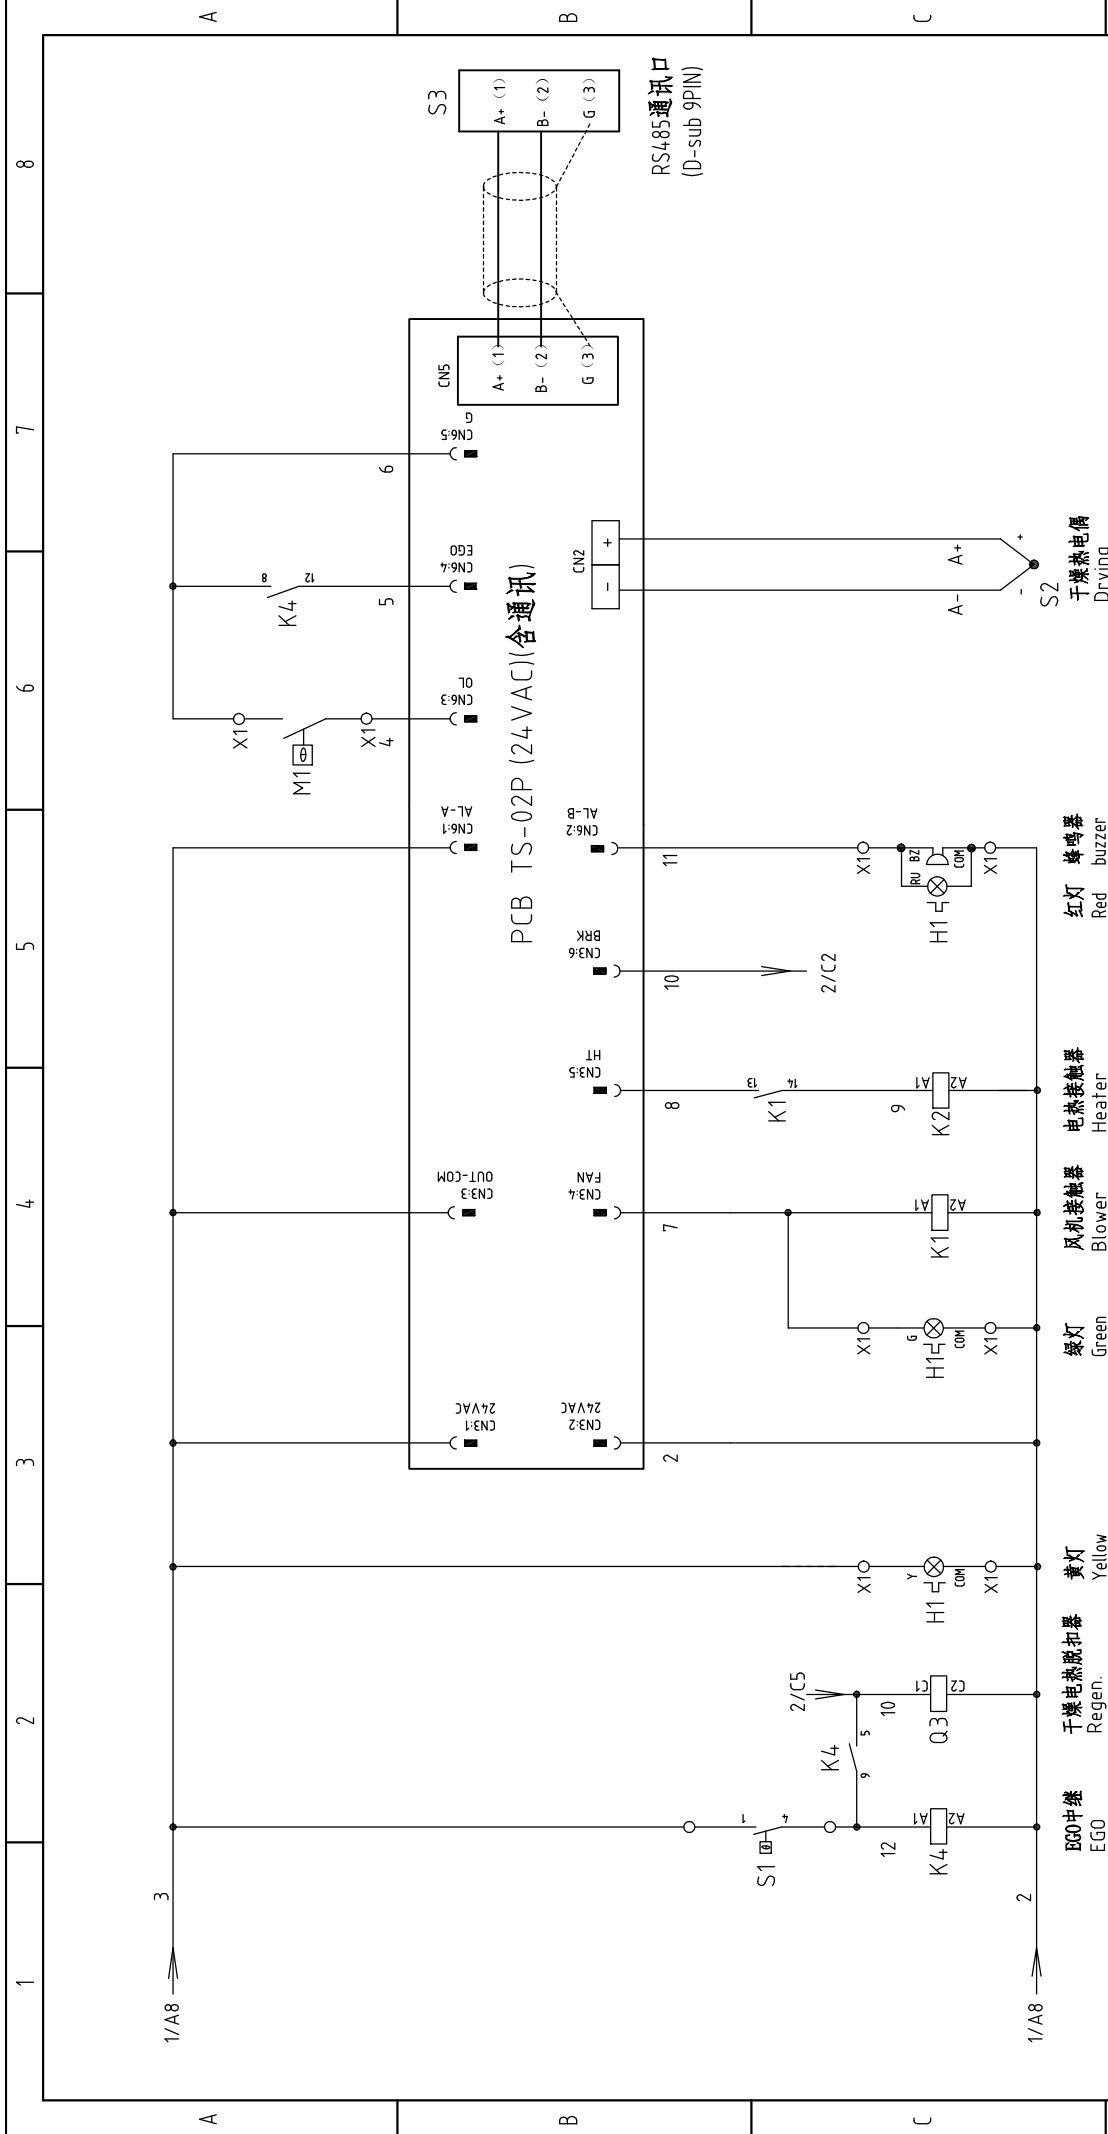 1
2
3
4
5
6
7
8
A
A
B
B
C
C
1/A8
3
1/A8
2
S1
θ
1
4
12
K4
A1
A2
EGO中继
EGO
K4
9
5
2/C5
10
Q3
C1
C2
干燥电热脱扣器
Regen.
X1
Y
H1
COM
X1
黄灯
Yellow
24VAC
CN3:1
24VAC
CN3:2
2
X1
G
H1
COM
X1
绿灯
Green
OUT-COM
CN3:3
FAN
CN3:4
7
K1
A1
A2
风机接触器
Blower
HT
CN3:5
8
K1
13
14
9
K2
A1
A2
电热接触器
Heater
BRK
CN3:6
10
2/C2
PCB TS-02P (24VAC)(含通讯)
AL-A
CN6:1
AL-B
CN6:2
11
X1
RU
BZ
H1
COM
X1
红灯
Red
蜂鸣器
buzzer
X1
M1
θ
X1
4
OL
CN6:3
K4
8
12
5
EGO
CN6:4
6
G
CN6:5
CN2
-
+
A-
A+
-
+
S2
干燥热电偶
Drying
CN5
A+ (1)
B- (2)
G (3)
S3
A+ (1)
B- (2)
G (3)
RS485通讯口
(D-sub 9PIN)